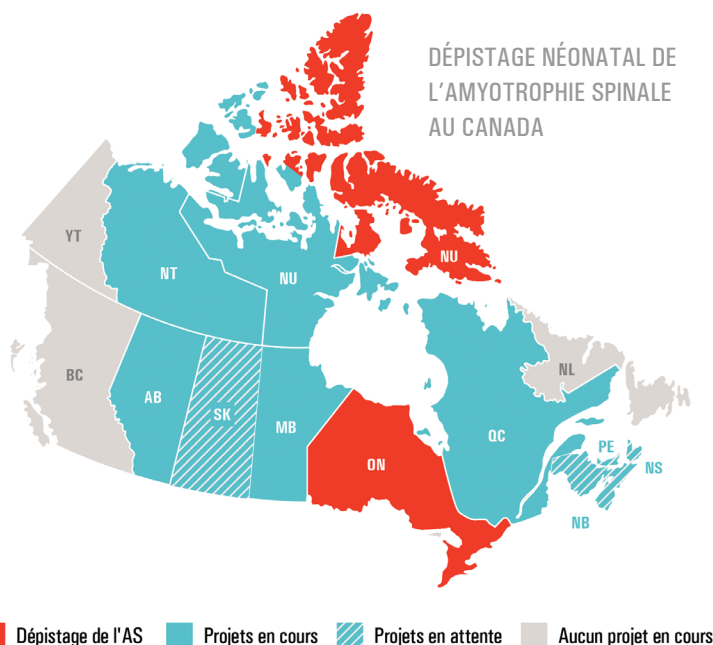 DÉPISTAGE NÉONATAL DE
L'AMYOTROPHIE SPINALE
AU CANADA
YT
NT
NU
NU
BC
AB
SK
MB
ON
QC
NL
PE
NS
NB
Dépistage de l'AS
Projets en cours
Projets en attente
Aucun projet en cours